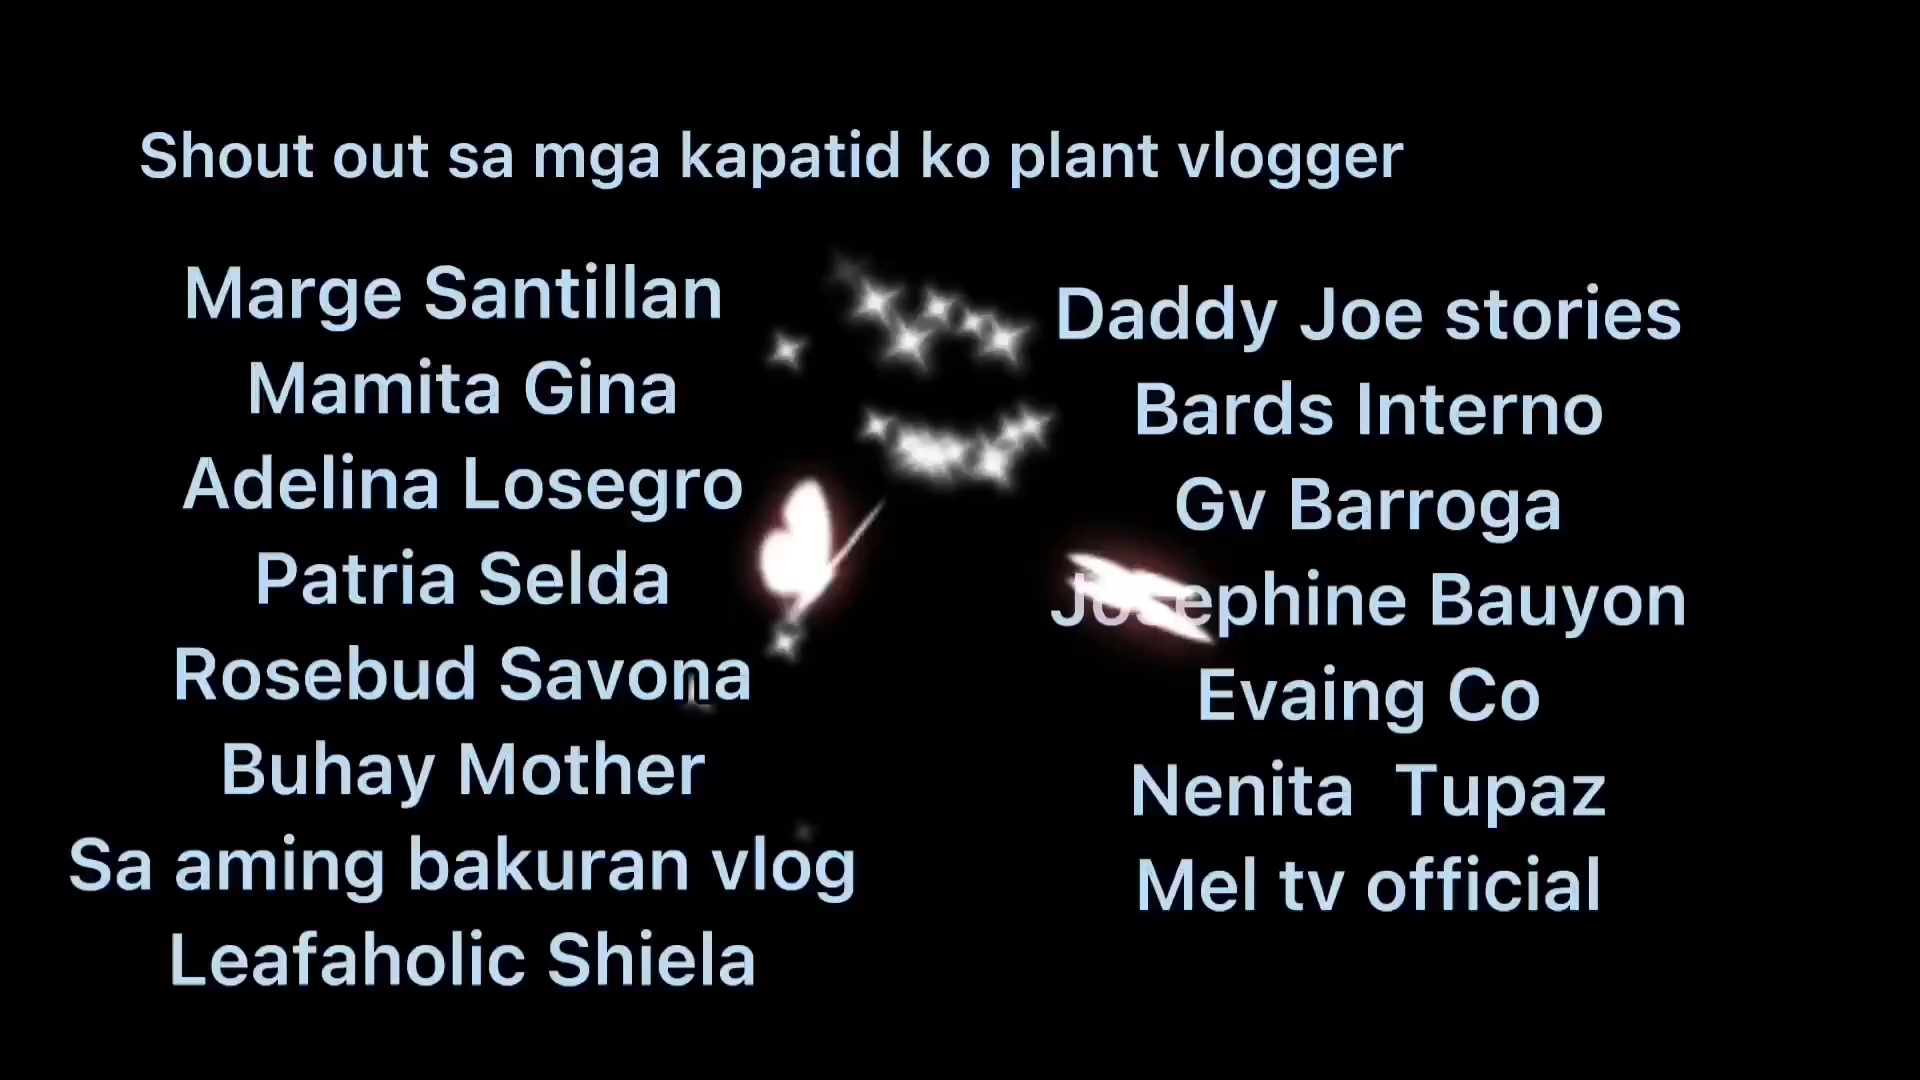 Shout out sa mga kapatid ko plant vlogger
Marge Santillan
Mamita Gina
Adelina Losegro
Patria Selda
Rosebud Savona
Buhay Mother
Sa aming bakuran vlog
Leafaholic Shiela
Daddy Joe stories
Bards Interno
Gv Barroga
Josephine Bauyon
Evaing Co
Nenita  Tupaz
Mel tv official